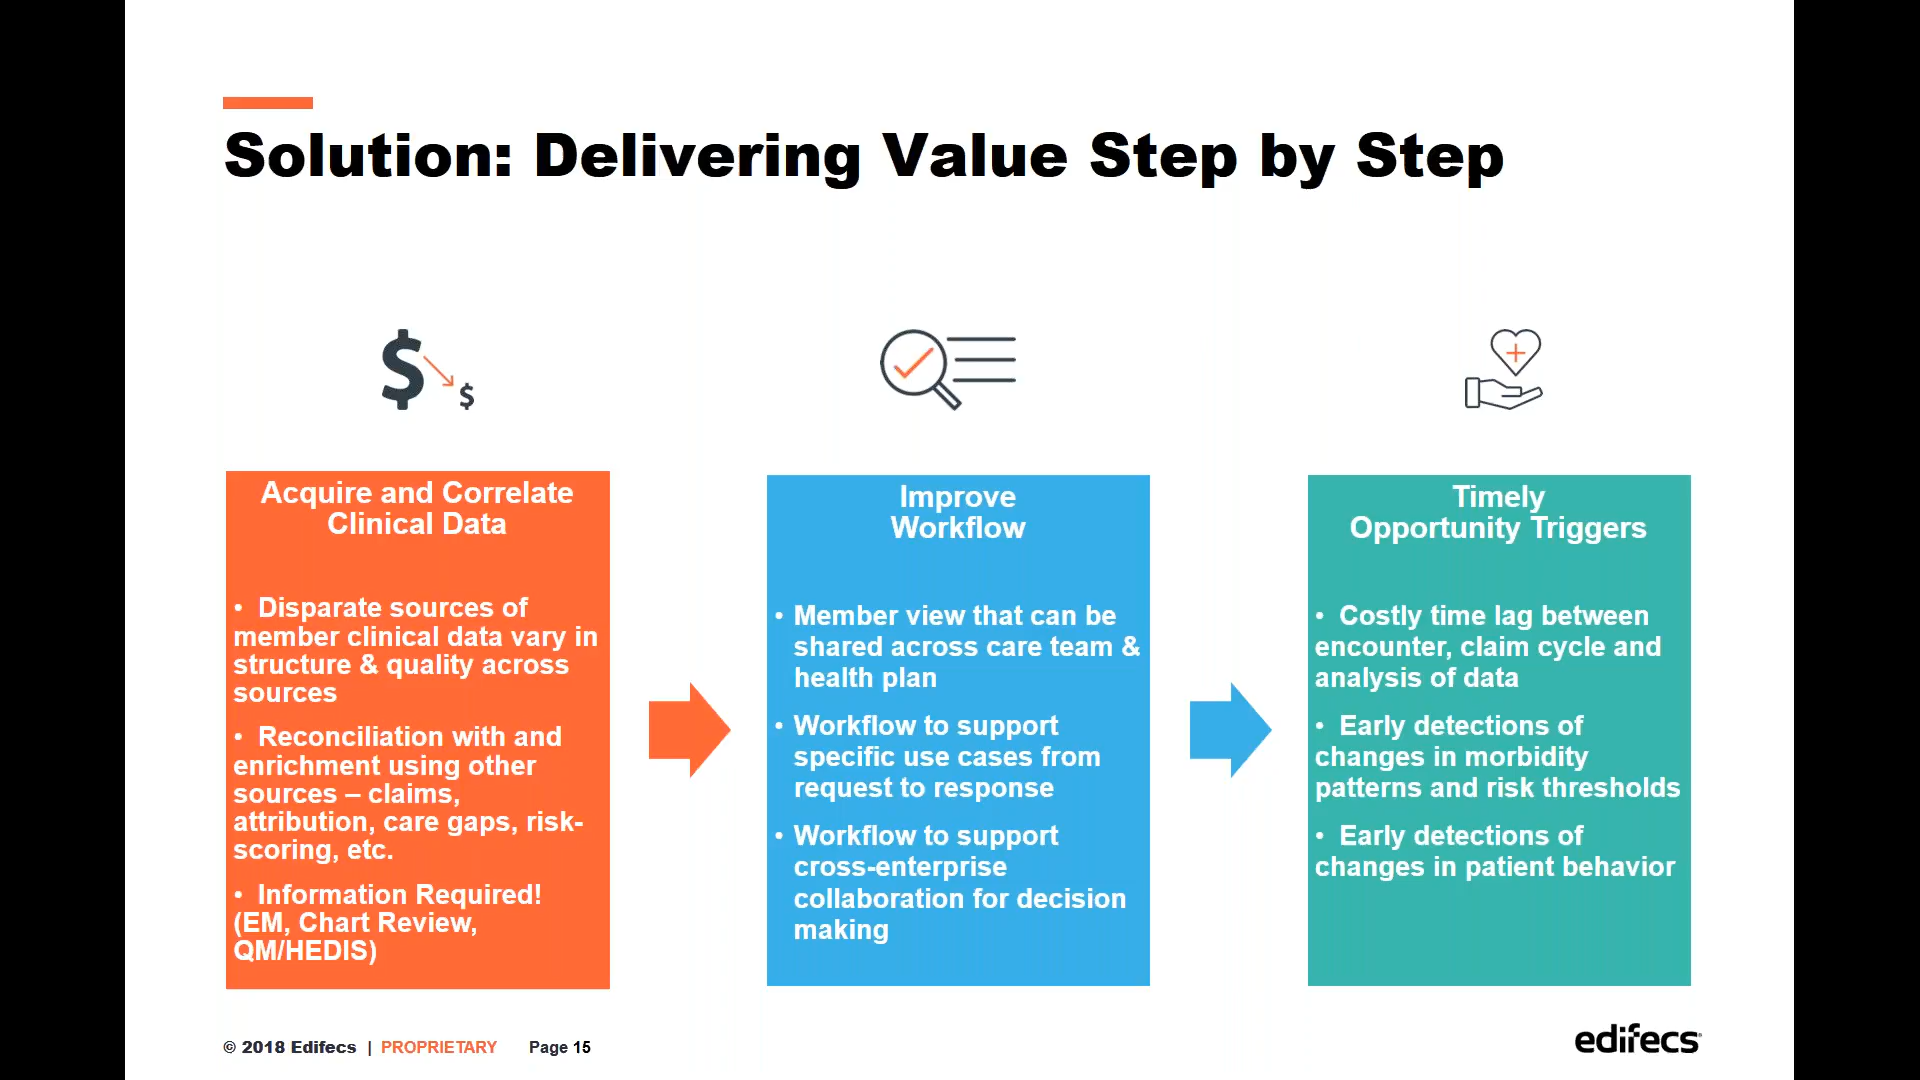 Solution: Delivering Value Step by Step
$
$
Acquire and Correlate
Clinical Data
• Disparate sources of
member clinical data vary in
structure & quality across
sources
• Reconciliation with and
enrichment using other
sources – claims,
attribution, care gaps, risk-
scoring, etc.
• Information Required!
(EM, Chart Review,
QM/HEDIS)
Improve
Workflow
• Member view that can be
shared across care team &
health plan
• Workflow to support
specific use cases from
request to response
• Workflow to support
cross-enterprise
collaboration for decision
making
Timely
Opportunity Triggers
• Costly time lag between
encounter, claim cycle and
analysis of data
• Early detections of
changes in morbidity
patterns and risk thresholds
• Early detections of
changes in patient behavior
© 2018 Edifecs | PROPRIETARY Page 15
edifecs